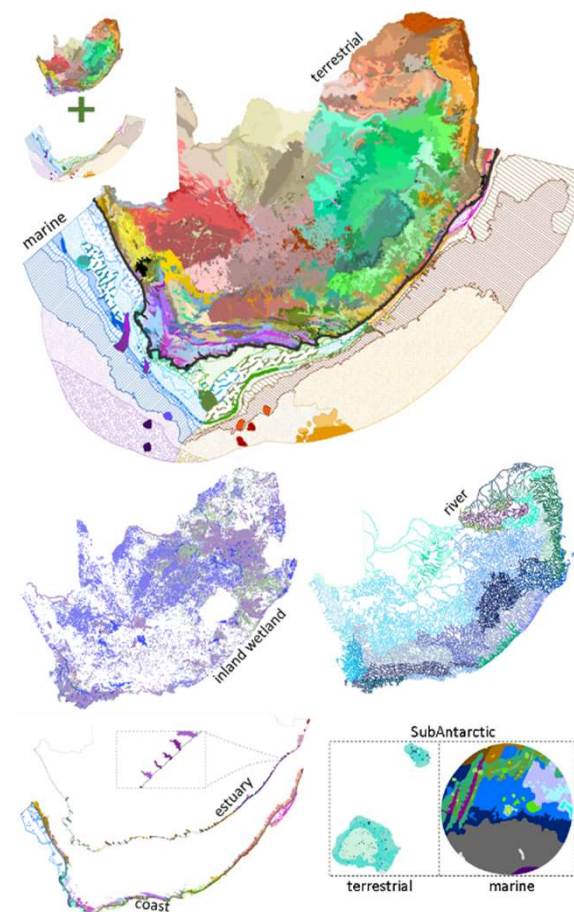 terrestrial
marine
river
inland wetland
SubAntarctic
estuary
coast
terrestrial
marine